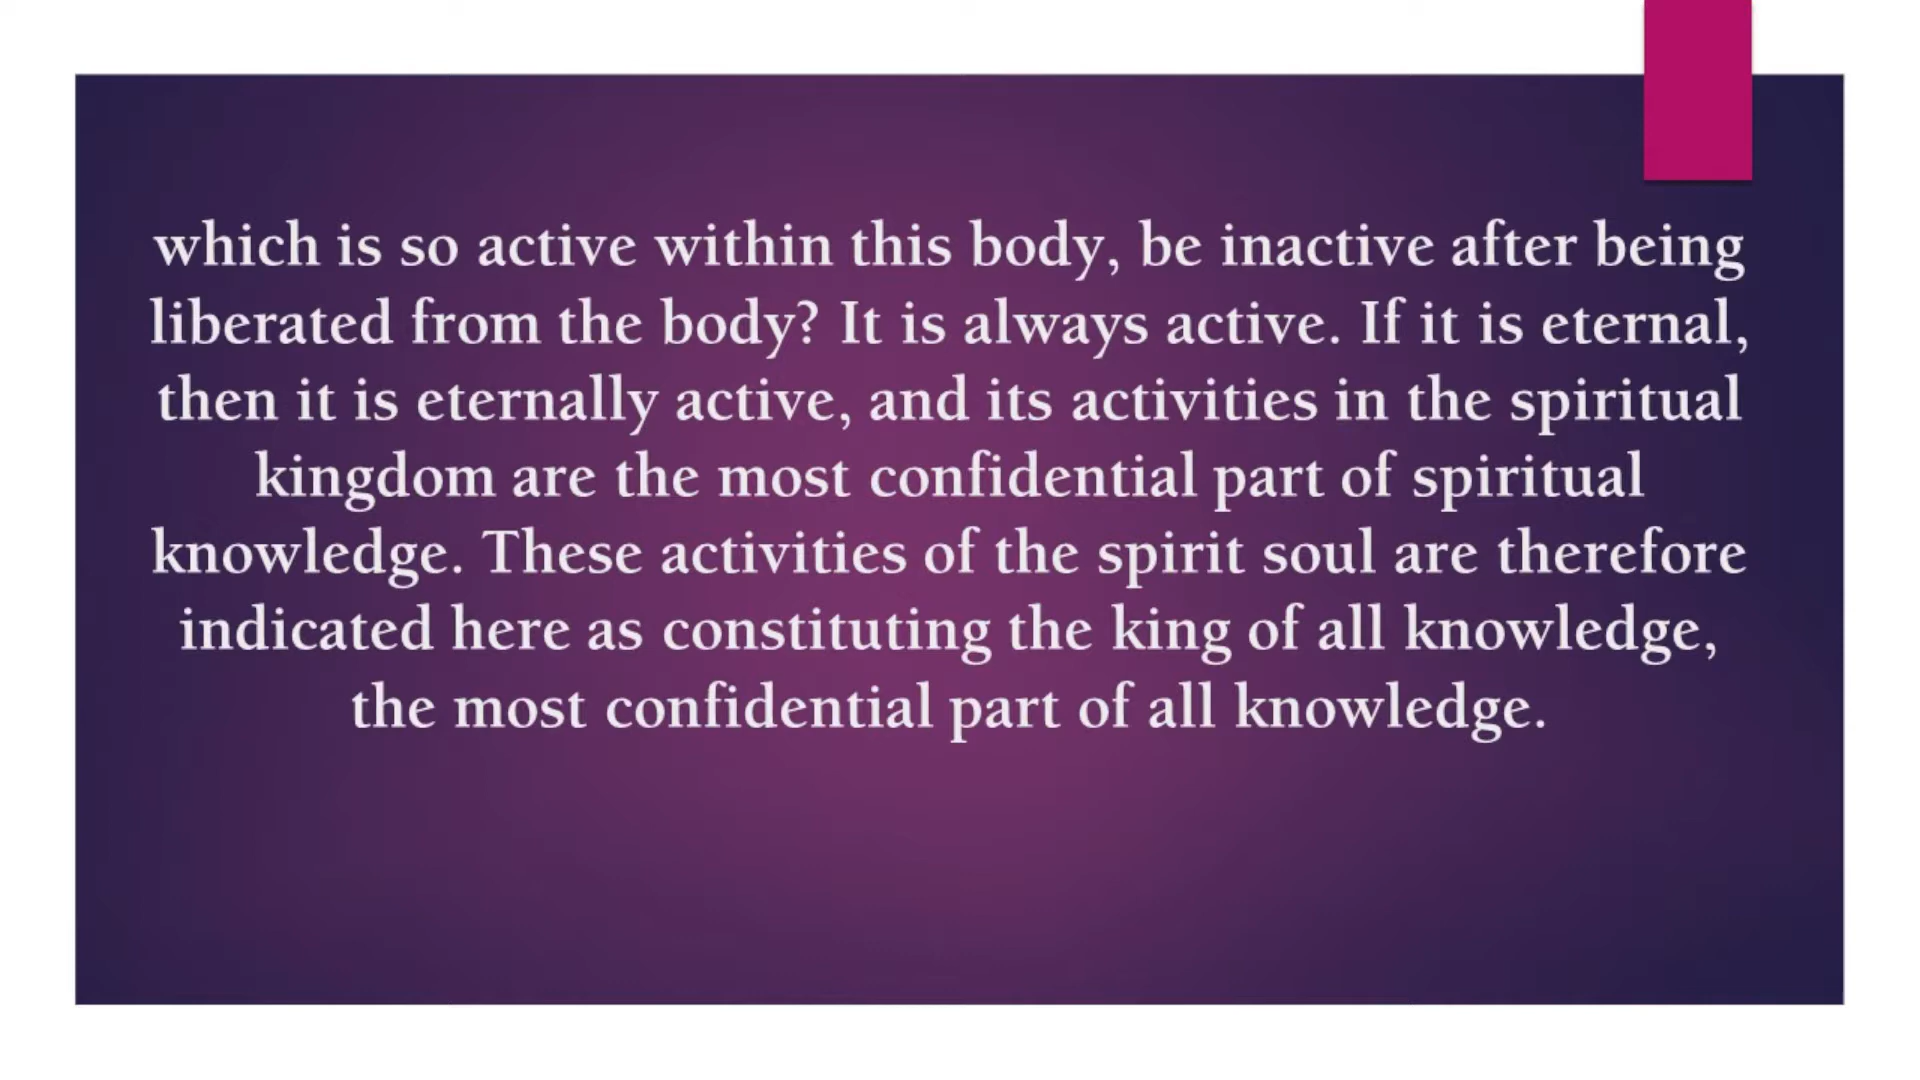 which is so active within this body, be inactive after being
liberated from the body? It is always active. If it is eternal,
then it is eternally active, and its activities in the spiritual
kingdom are the most confidential part of spiritual
knowledge. These activities of the spirit soul are therefore
indicated here as constituting the king of all knowledge,
the most confidential part of all knowledge.